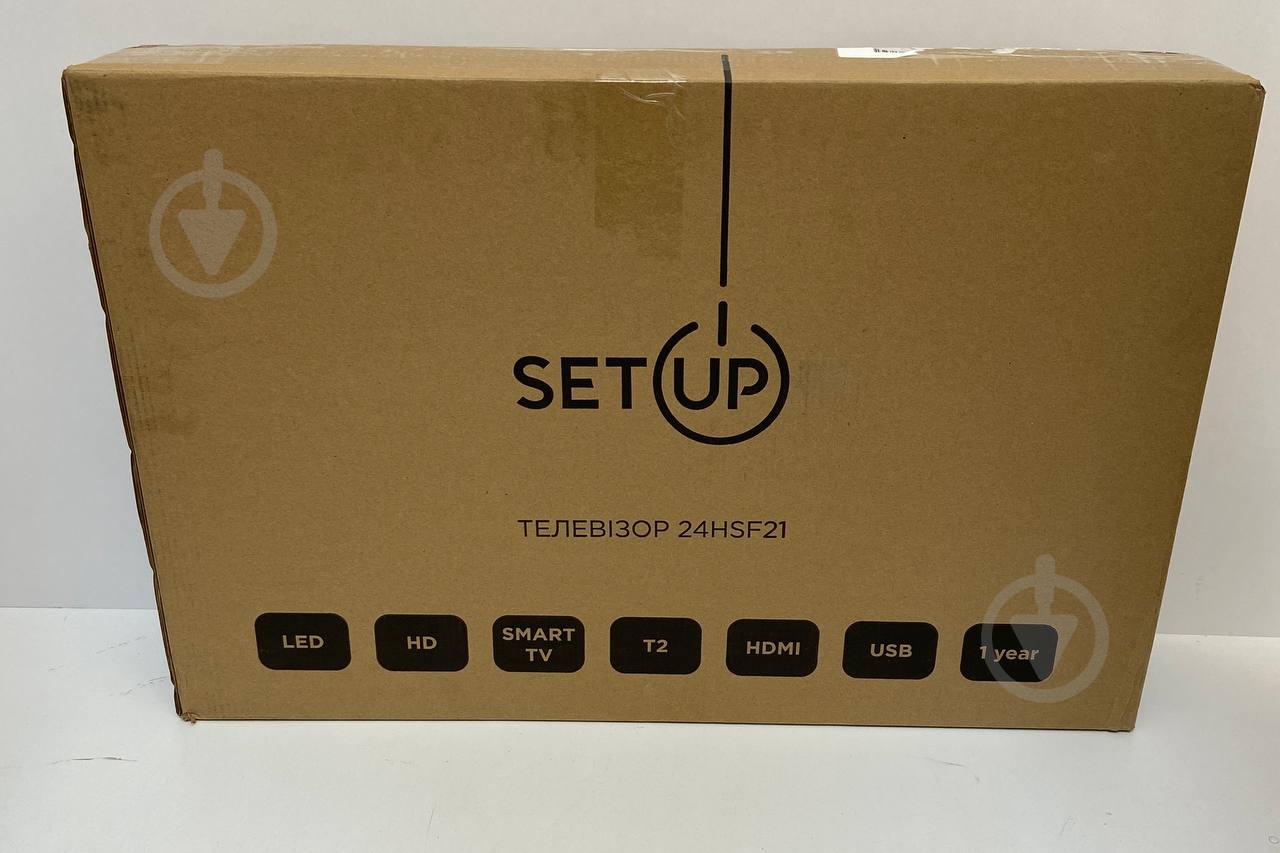 SETUP
ТЕЛЕВІЗОР 24HSF21
LED
HD
SMART
TV
T2
HDMI
USB
1 year